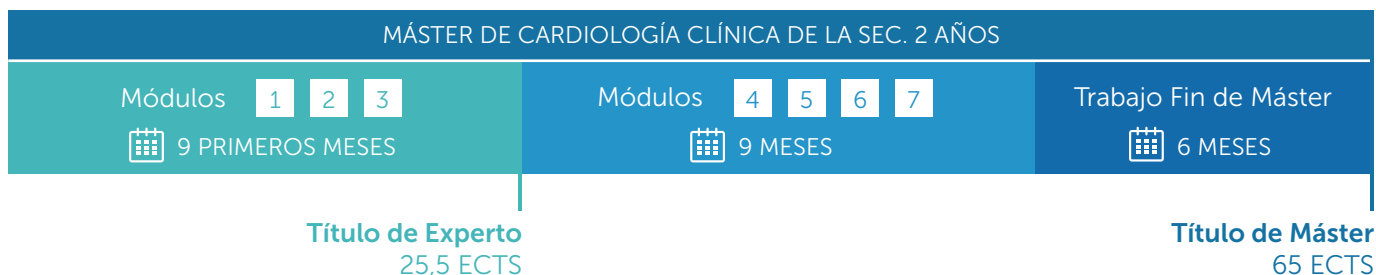 MÁSTER DE CARDIOLOGÍA CLÍNICA DE LA SEC. 2 AÑOS
Módulos 1 2 3
9 PRIMEROS MESES
Módulos 4 5 6 7
9 MESES
Trabajo Fin de Máster
6 MESES
Título de Experto
25,5 ECTS
Título de Máster
65 ECTS